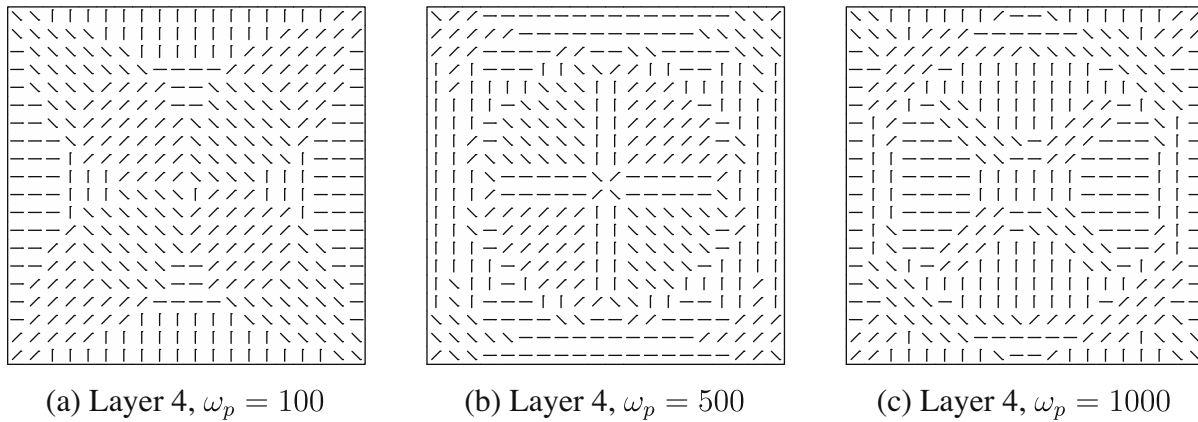 (a) Layer 4, ωp = 100
(b) Layer 4, ωp = 500
(c) Layer 4, ωp = 1000